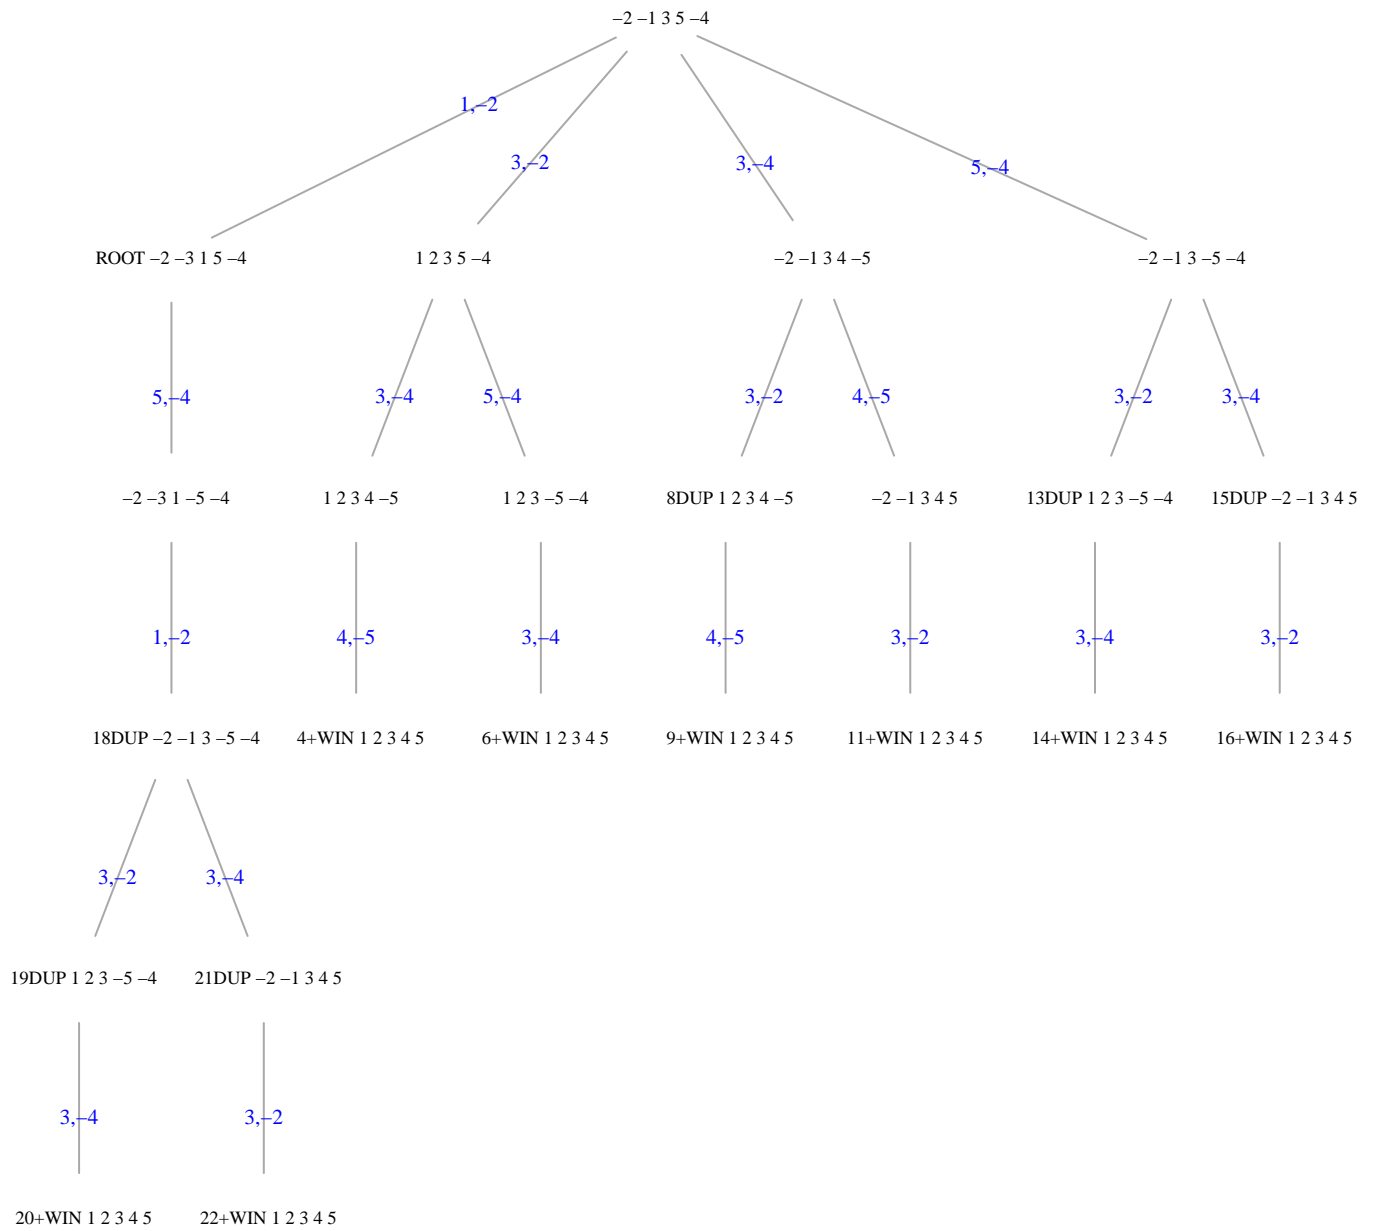 –2 –1 3 5 –4
1,–2
3,–2
3,–4
5,–4
ROOT –2 –3 1 5 –4
1 2 3 5 –4
–2 –1 3 4 –5
–2 –1 3 –5 –4
5,–4
3,–4
5,–4
3,–2
4,–5
3,–2
3,–4
–2 –3 1 –5 –4
1 2 3 4 –5
1 2 3 –5 –4
8DUP 1 2 3 4 –5
–2 –1 3 4 5
13DUP 1 2 3 –5 –4
15DUP –2 –1 3 4 5
1,–2
4,–5
3,–4
4,–5
3,–2
3,–4
3,–2
18DUP –2 –1 3 –5 –4
4+WIN 1 2 3 4 5
6+WIN 1 2 3 4 5
9+WIN 1 2 3 4 5
11+WIN 1 2 3 4 5
14+WIN 1 2 3 4 5
16+WIN 1 2 3 4 5
3,–2
3,–4
19DUP 1 2 3 –5 –4
21DUP –2 –1 3 4 5
3,–4
3,–2
20+WIN 1 2 3 4 5
22+WIN 1 2 3 4 5